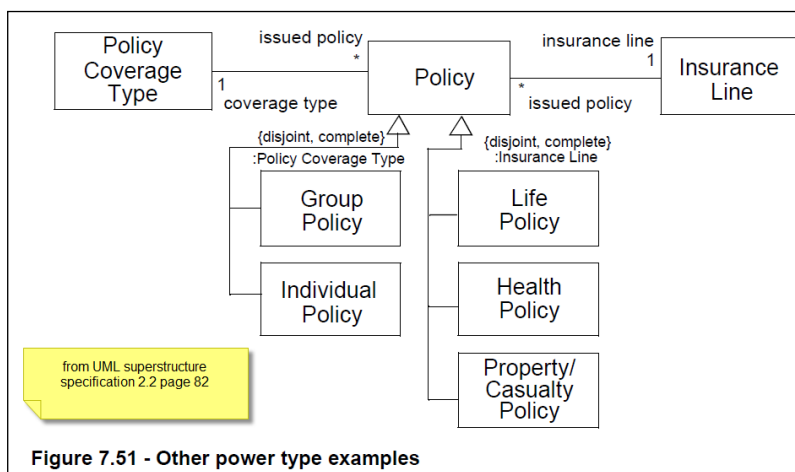 Policy
Coverage
Type
issued policy
*
1
coverage type
Policy
insurance line
1
*
issued policy
Insurance
Line
{disjoint, complete}
:Policy Coverage Type
{disjoint, complete}
:Insurance Line
Group
Policy
Individual
Policy
Life
Policy
Health
Policy
Property/
Casualty
Policy
from UML superstructure
specification 2.2 page 82
Figure 7.51 - Other power type examples